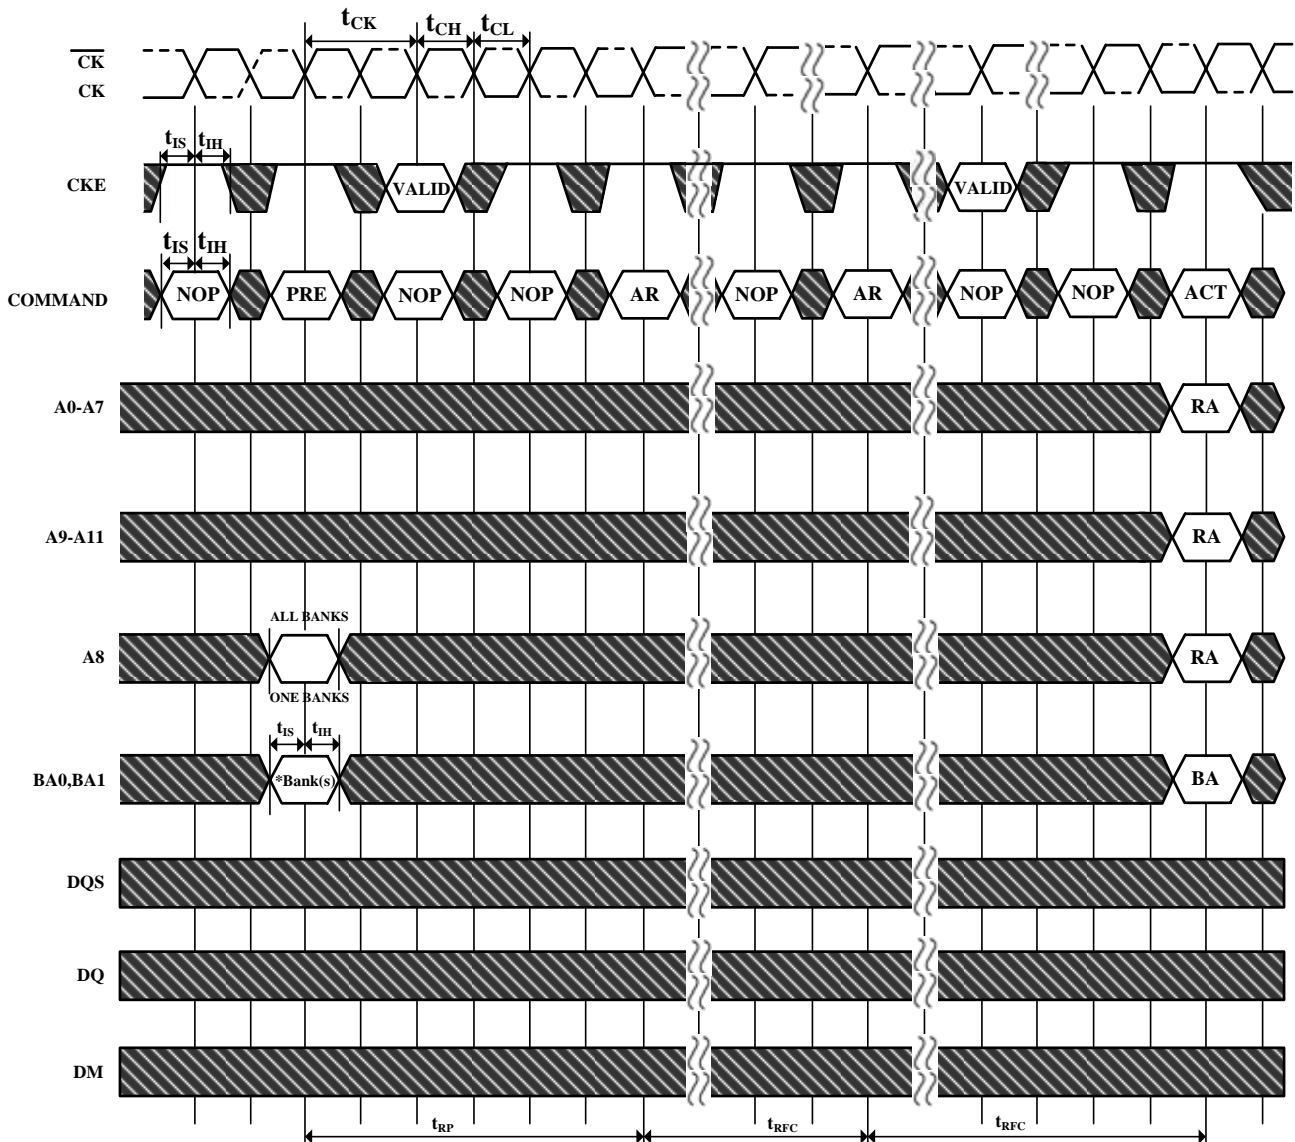 tCK tCH tCL
CK
CK
tIS tIH
CKE VALID VALID
tIS tIH
COMMAND NOP PRE NOP NOP AR NOP AR NOP NOP ACT
A0-A7 RA
A9-A11 RA
ALL BANKS
A8 RA
ONE BANKS
tIS tIH
BA0,BA1 *Bank(s) BA
DQS
DQ
DM
tRP tRFC tRFC